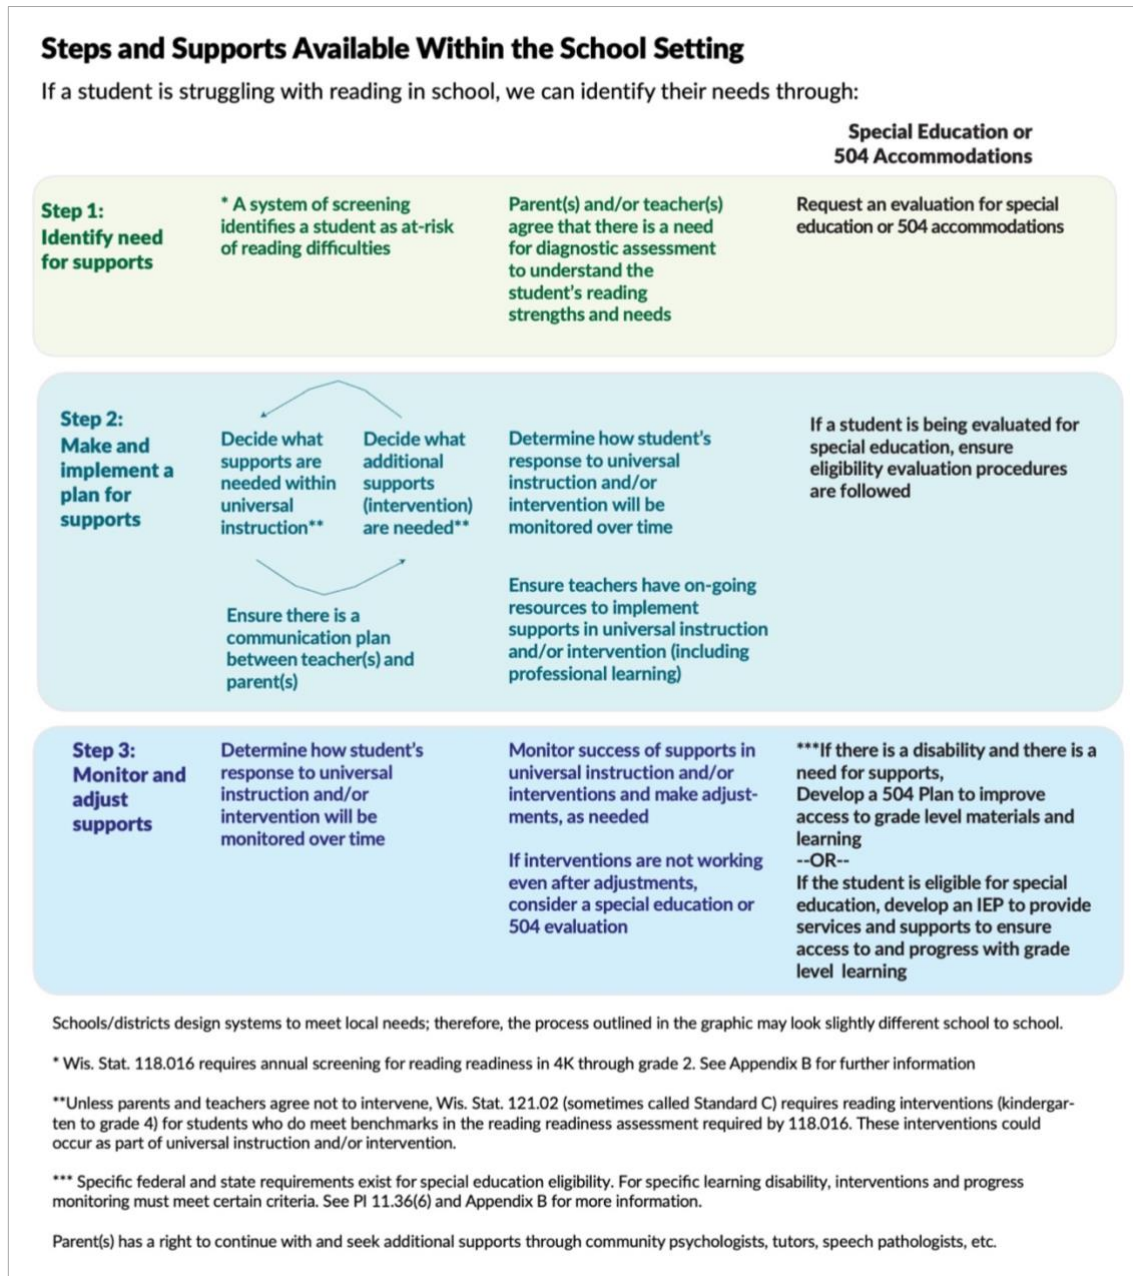 Steps and Supports Available Within the School Setting
If a student is struggling with reading in school, we can identify their needs through:
Special Education or
504 Accommodations
Step 1:
Identify need
for supports
* A system of screening
identifies a student as at-risk
of reading difficulties
Parent(s) and/or teacher(s)
agree that there is a need
for diagnostic assessment
to understand the
student's reading
strengths and needs
Request an evaluation for special
education or 504 accommodations
Step 2:
Make and
implement a
plan for
supports
Decide what
supports are
needed within
universal
instruction**
Decide what
additional
supports
(intervention)
are needed**
Ensure there is a
communication plan
between teacher(s) and
parent(s)
Determine how student's
response to universal
instruction and/or
intervention will be
monitored over time
Ensure teachers have on-going
resources to implement
supports in universal instruction
and/or intervention (including
professional learning)
If a student is being evaluated for
special education, ensure
eligibility evaluation procedures
are followed
Step 3:
Monitor and
adjust
supports
Determine how student's
response to universal
instruction and/or
intervention will be
monitored over time
Monitor success of supports in
universal instruction and/or
interventions and make adjust-
ments, as needed
If interventions are not working
even after adjustments,
consider a special education or
504 evaluation
***If there is a disability and there is a
need for supports,
Develop a 504 Plan to improve
access to grade level materials and
learning
--OR--
If the student is eligible for special
education, develop an IEP to provide
services and supports to ensure
access to and progress with grade
level learning
Schools/districts design systems to meet local needs; therefore, the process outlined in the graphic may look slightly different school to school.
* Wis. Stat. 118.016 requires annual screening for reading readiness in 4K through grade 2. See Appendix B for further information
**Unless parents and teachers agree not to intervene, Wis. Stat. 121.02 (sometimes called Standard C) requires reading interventions (kindergar-
ten to grade 4) for students who do meet benchmarks in the reading readiness assessment required by 118.016. These interventions could
occur as part of universal instruction and/or intervention.
*** Specific federal and state requirements exist for special education eligibility. For specific learning disability, interventions and progress
monitoring must meet certain criteria. See PI 11.36(6) and Appendix B for more information.
Parent(s) has a right to continue with and seek additional supports through community psychologists, tutors, speech pathologists, etc.